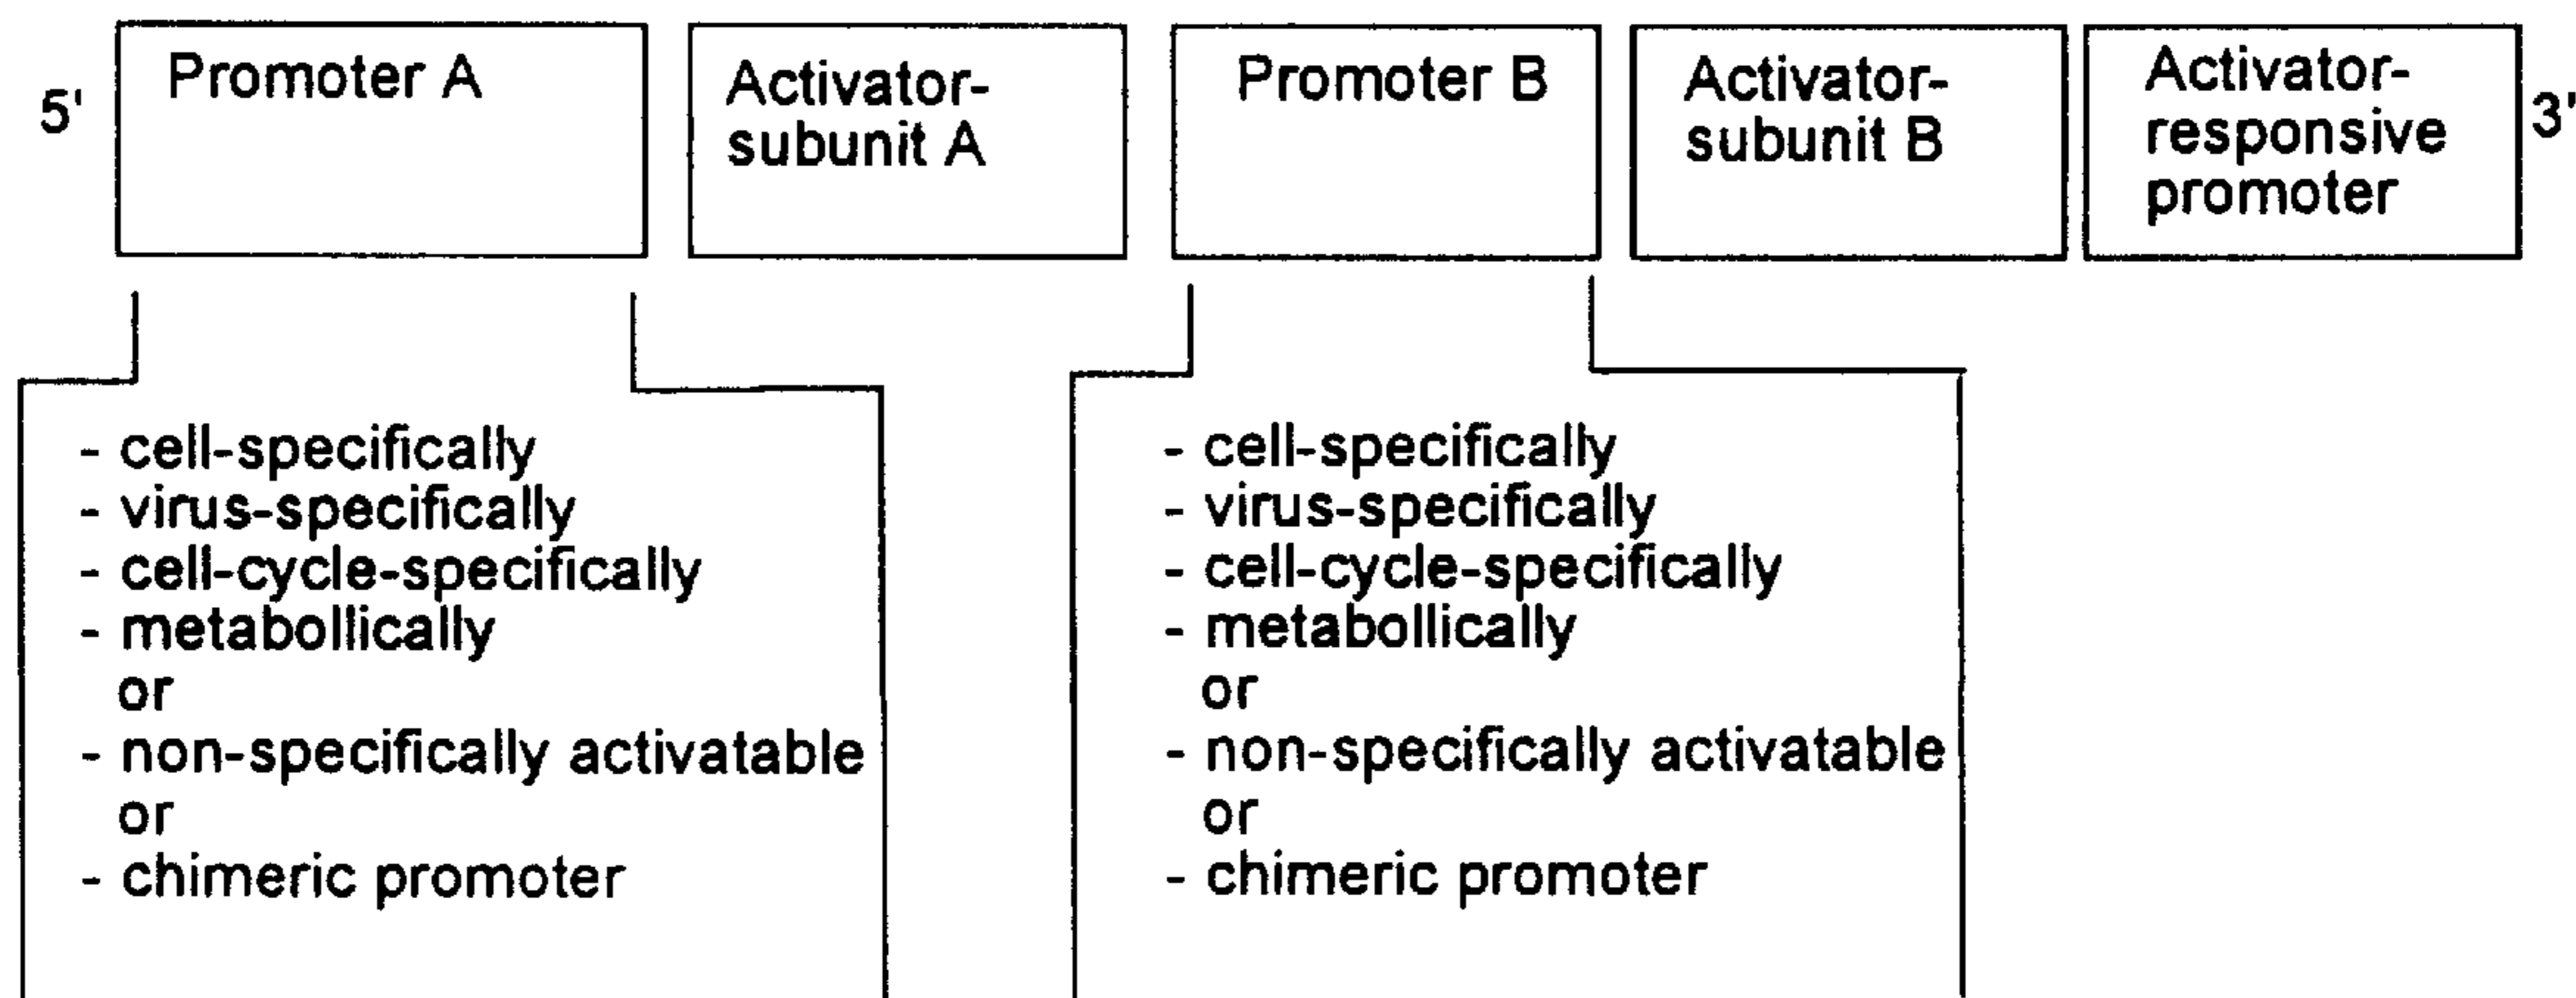 5'
Promoter A
Activator-
subunit A
Promoter B
Activator-
subunit B
Activator-
responsive
promoter
3'
- cell-specifically
- virus-specifically
- cell-cycle-specifically
- metabollically
or
- non-specifically activatable
or
- chimeric promoter
- cell-specifically
- virus-specifically
- cell-cycle-specifically
- metabollically
or
- non-specifically activatable
or
- chimeric promoter